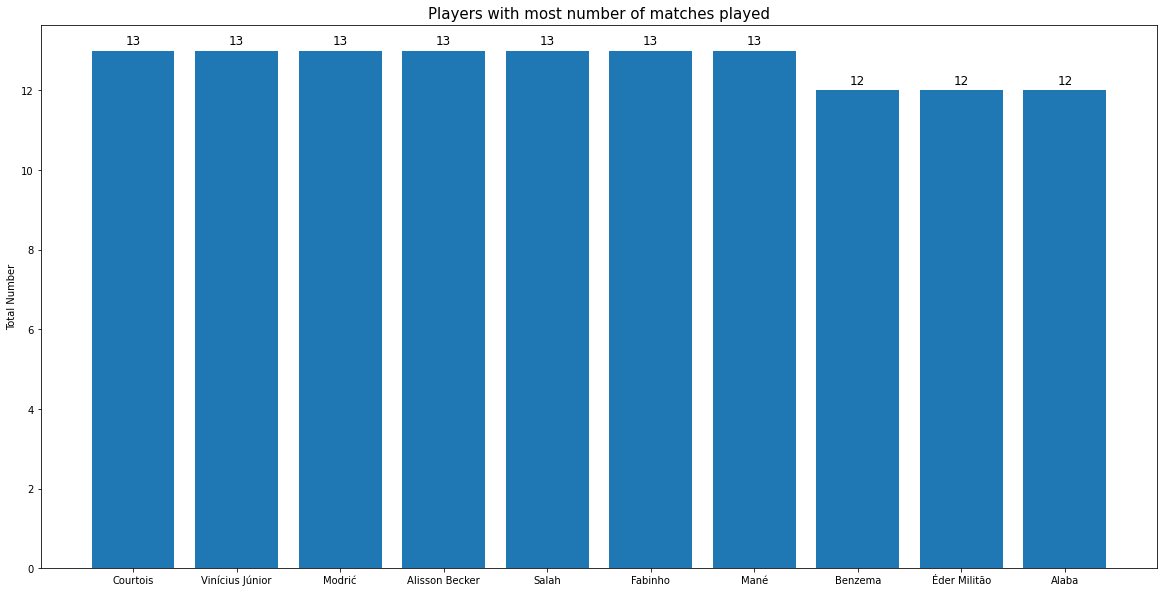 Players with most number of matches played
13 13 13 13 13 13 13 12 12 12
Total Number
12
10
8
6
4
2
0
Courtois Vinícius Júnior Modrić Alisson Becker Salah Fabinho Mané Benzema Éder Militão Alaba